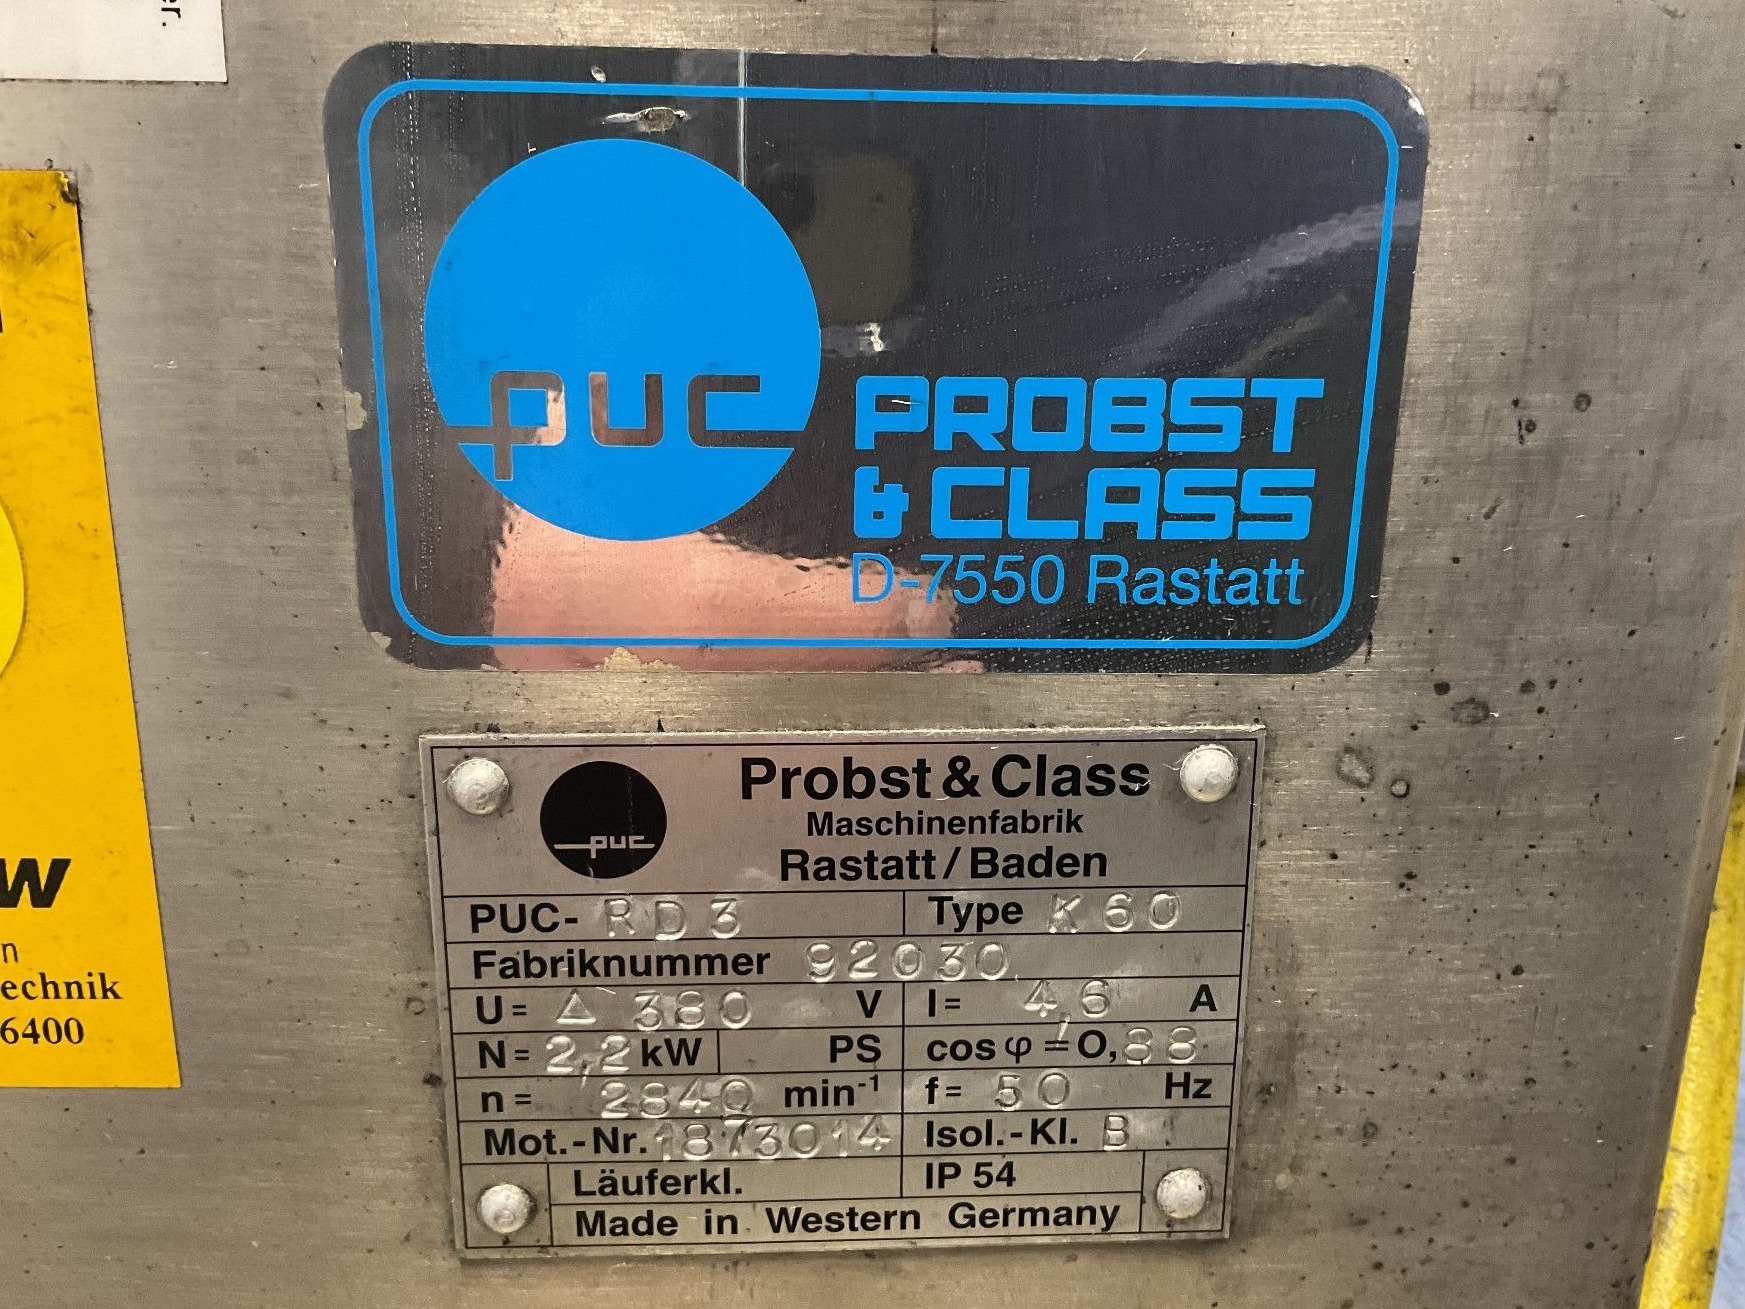 r.
puc
PROBST
& CLASS
D-7550 Rastatt
w
n
echnik
6400
puc
Probst & Class
Maschinenfabrik
Rastatt / Baden
PUC- RD3 Type K60
Fabriknummer 92030
U= △ 380 V I= 4,6 A
N= 2,2 kW PS cos φ = 0,88
n= 2840 min-1 f= 50 Hz
Mot.-Nr. 1873014 Isol.-Kl. B
Läuferkl. IP 54
Made in Western Germany